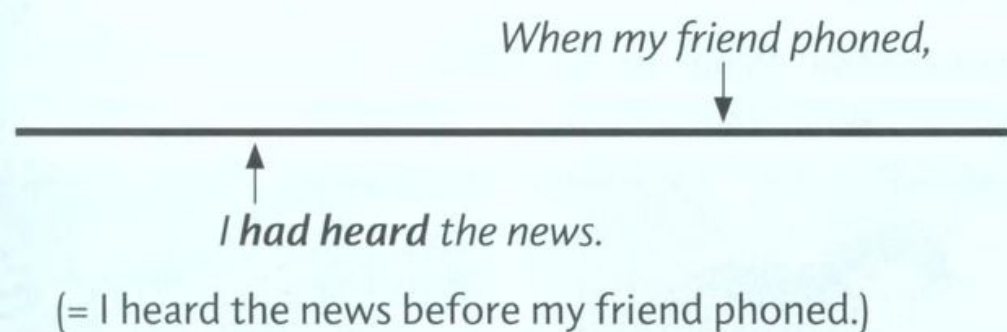 When my friend phoned,
I had heard the news.
(= I heard the news before my friend phoned.)